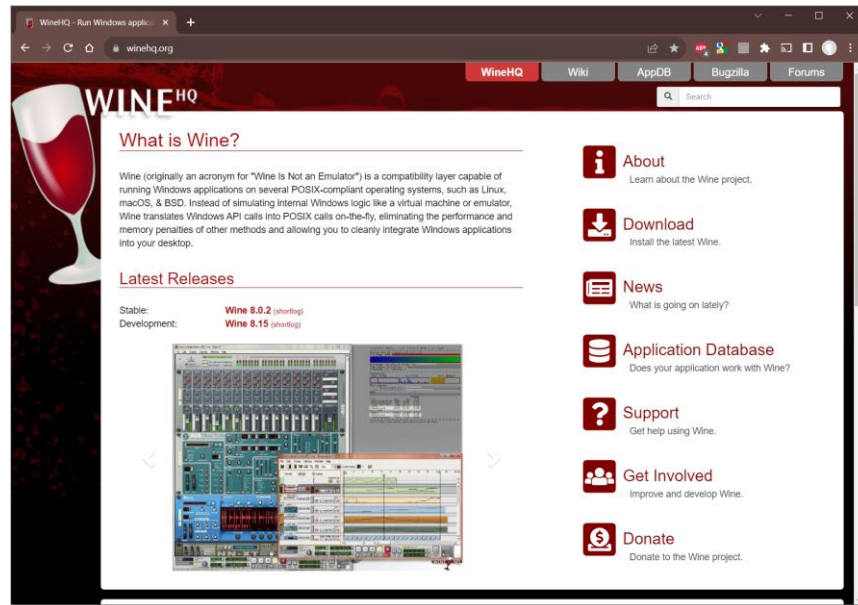 WineHQ - Run Windows applic
winehq.org
WineHQ Wiki AppDB Bugzilla Forums
WINE HQ
Search
What is Wine?
Wine (originally an acronym for "Wine Is Not an Emulator") is a compatibility layer capable of
running Windows applications on several POSIX-compliant operating systems, such as Linux,
macOS, & BSD. Instead of simulating internal Windows logic like a virtual machine or emulator,
Wine translates Windows API calls into POSIX calls on-the-fly, eliminating the performance and
memory penalties of other methods and allowing you to cleanly integrate Windows applications
into your desktop.
Latest Releases
Stable: Wine 8.0.2 (shortlog)
Development: Wine 8.15 (shortlog)
About
Learn about the Wine project.
Download
Install the latest Wine.
News
What is going on lately?
Application Database
Does your application work with Wine?
Support
Get help using Wine.
Get Involved
Improve and develop Wine.
Donate
Donate to the Wine project.